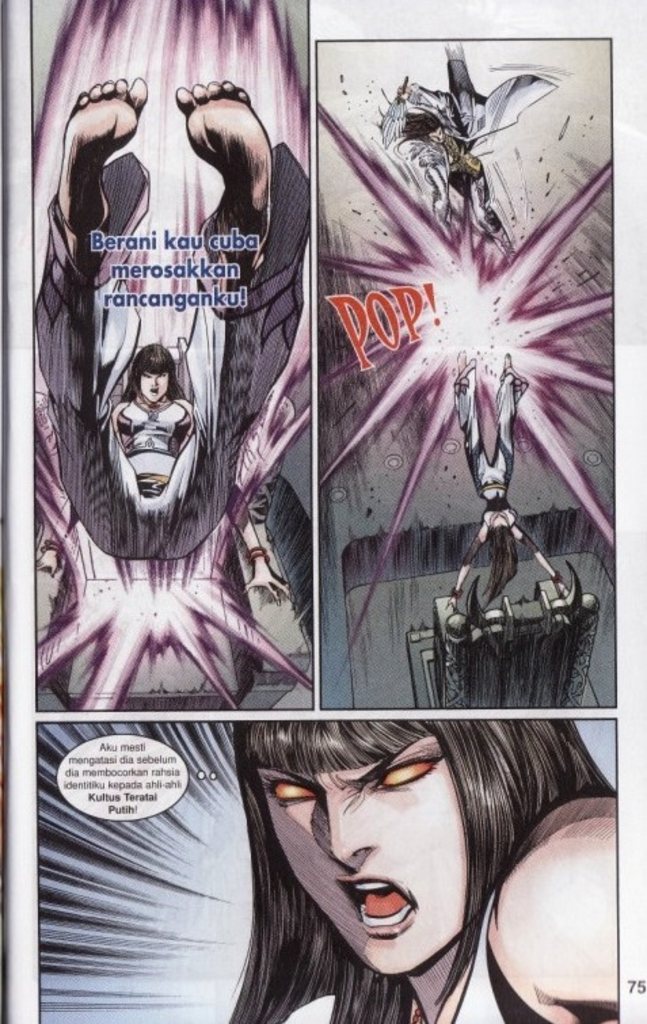 Berani kau cuba
merosakkan
rancanganku!
POP!
Aku mesti
mengatasi dia sebelum
dia membocorkan rahsia
identitiku kepada ahli-ahli
Kultus Teratai
Putih!
75